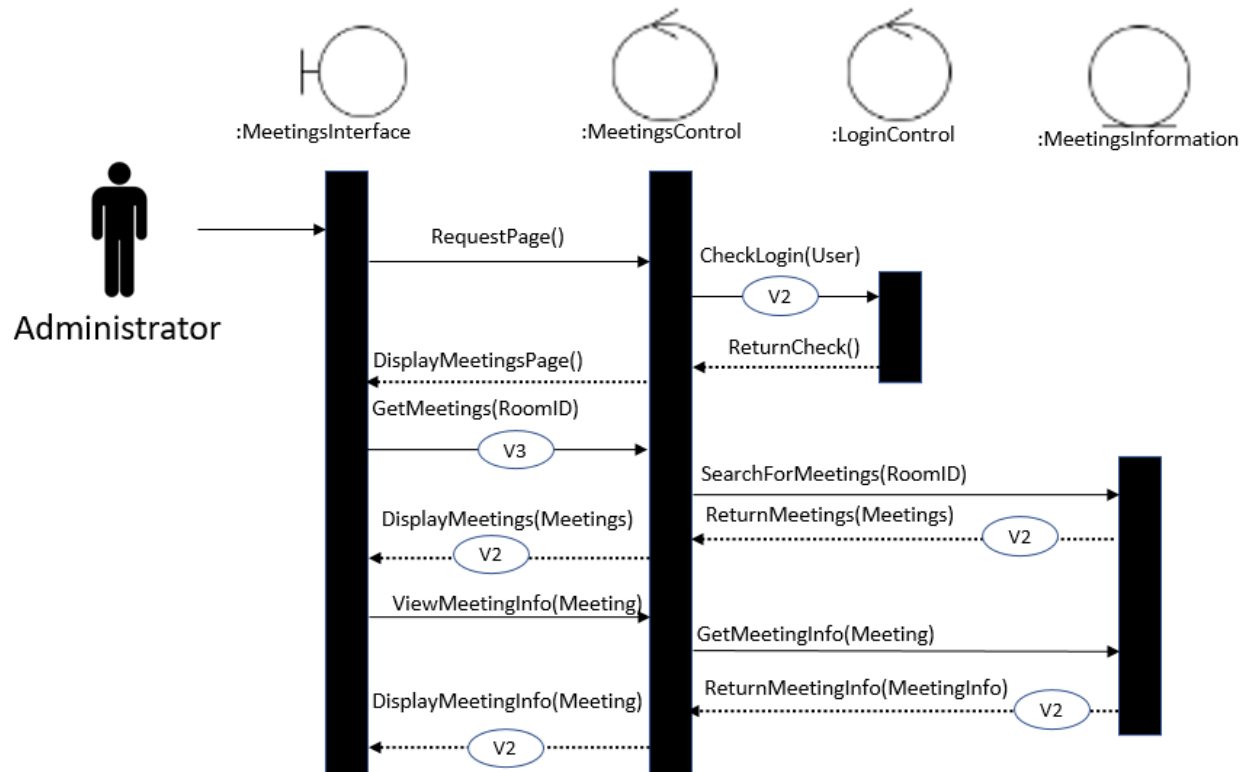 :MeetingsInterface
:MeetingsControl
:LoginControl
:MeetingsInformation
Administrator
RequestPage()
CheckLogin(User)
V2
ReturnCheck()
DisplayMeetingsPage()
GetMeetings(RoomID)
V3
SearchForMeetings(RoomID)
ReturnMeetings(Meetings)
V2
DisplayMeetings(Meetings)
V2
ViewMeetingInfo(Meeting)
GetMeetingInfo(Meeting)
ReturnMeetingInfo(MeetingInfo)
V2
DisplayMeetingInfo(Meeting)
V2